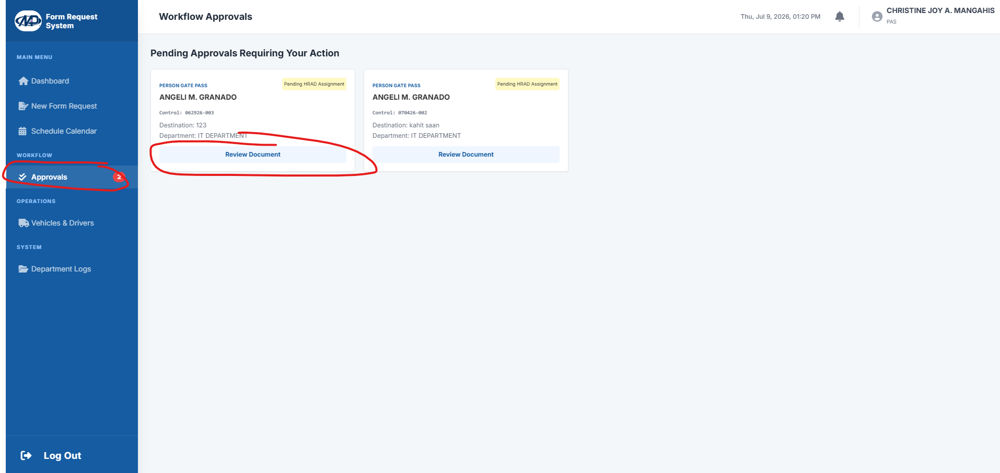 Form Request
System
Workflow Approvals
Thu, Jul 9, 2026, 01:20 PM
CHRISTINE JOY A. MANGAHIS
PAS
MAIN MENU
Dashboard
New Form Request
Schedule Calendar
WORKFLOW
Approvals
2
OPERATIONS
Vehicles & Drivers
SYSTEM
Department Logs
Log Out
Pending Approvals Requiring Your Action
PERSON GATE PASS
Pending HRAD Assignment
ANGELI M. GRANADO
Control: 062926-003
Destination: 123
Department: IT DEPARTMENT
Review Document
PERSON GATE PASS
Pending HRAD Assignment
ANGELI M. GRANADO
Control: 070426-002
Destination: kahit saan
Department: IT DEPARTMENT
Review Document